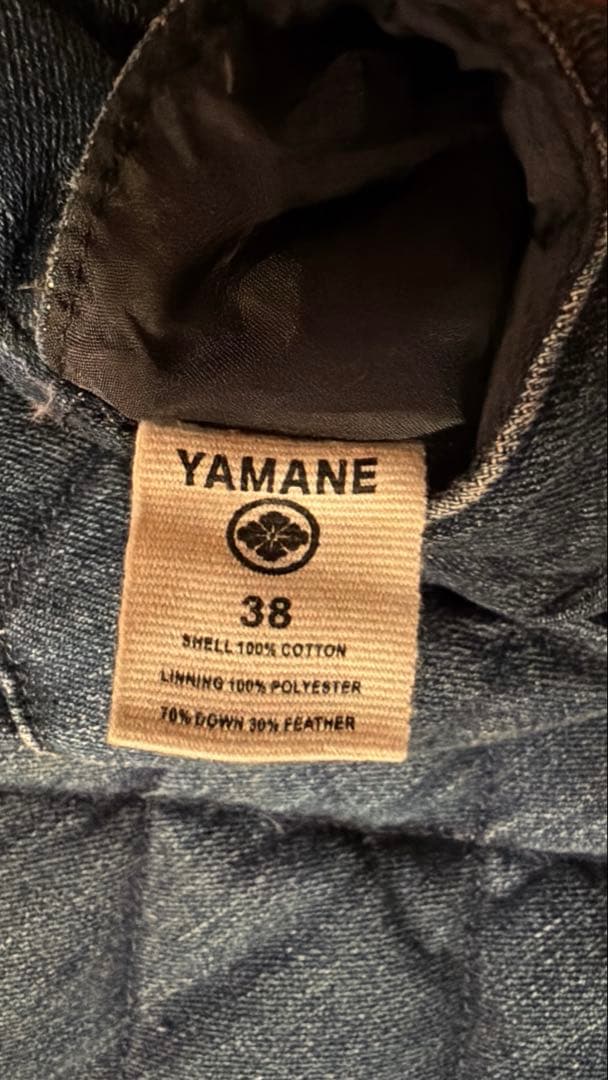 YAMANE
38
SHELL 100% COTTON
LINNING 100% POLYESTER
70% DOWN 30% FEATHER